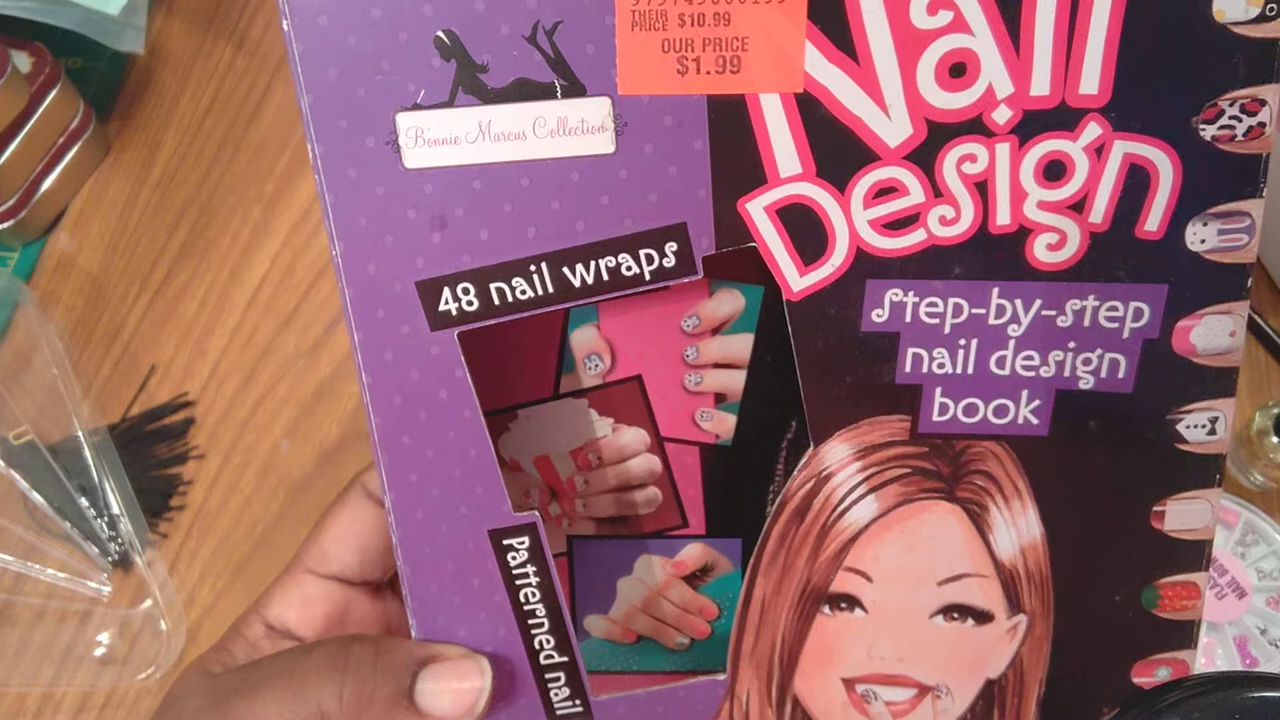 THEIR
PRICE $10.99
OUR PRICE
$1.99
Nail
Design
Bonnie Marcus Collection
48 nail wraps
step-by-step
nail design
book
Patterned nail